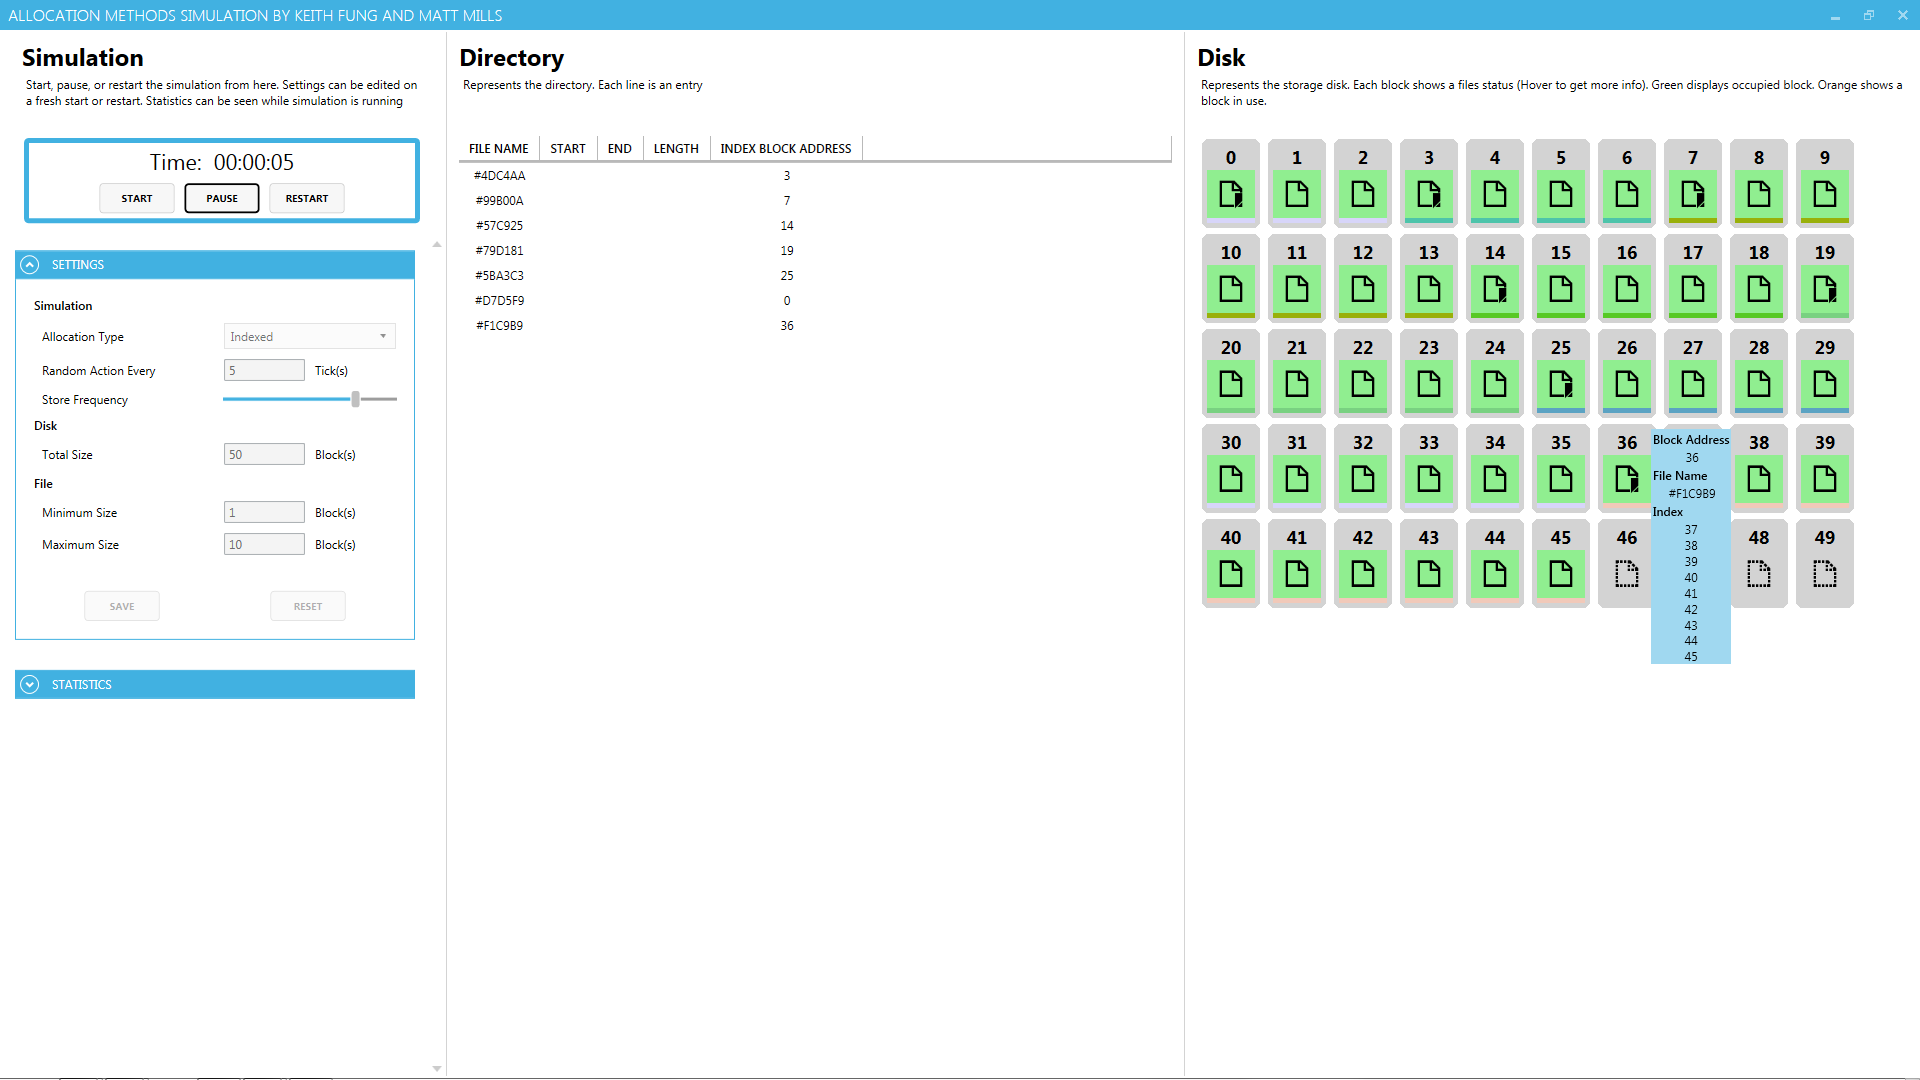 ALLOCATION METHODS SIMULATION BY KEITH FUNG AND MATT MILLS
Simulation
Start, pause, or restart the simulation from here. Settings can be edited on
a fresh start or restart. Statistics can be seen while simulation is running
Time: 00:00:05
START PAUSE RESTART
SETTINGS
Simulation
Allocation Type Indexed
Random Action Every 5 Tick(s)
Store Frequency
Disk
Total Size 50 Block(s)
File
Minimum Size 1 Block(s)
Maximum Size 10 Block(s)
SAVE RESET
STATISTICS
Directory
Represents the directory. Each line is an entry
FILE NAME START END LENGTH INDEX BLOCK ADDRESS
#4DC4AA 3
#99B00A 7
#57C925 14
#79D181 19
#5BA3C3 25
#D7D5F9 0
#F1C9B9 36
Disk
Represents the storage disk. Each block shows a files status (Hover to get more info). Green displays occupied block. Orange shows a
block in use.
0 1 2 3 4 5 6 7 8 9
10 11 12 13 14 15 16 17 18 19
20 21 22 23 24 25 26 27 28 29
30 31 32 33 34 35 36 38 39
40 41 42 43 44 45 46 48 49
Block Address
36
File Name
#F1C9B9
Index
37
38
39
40
41
42
43
44
45